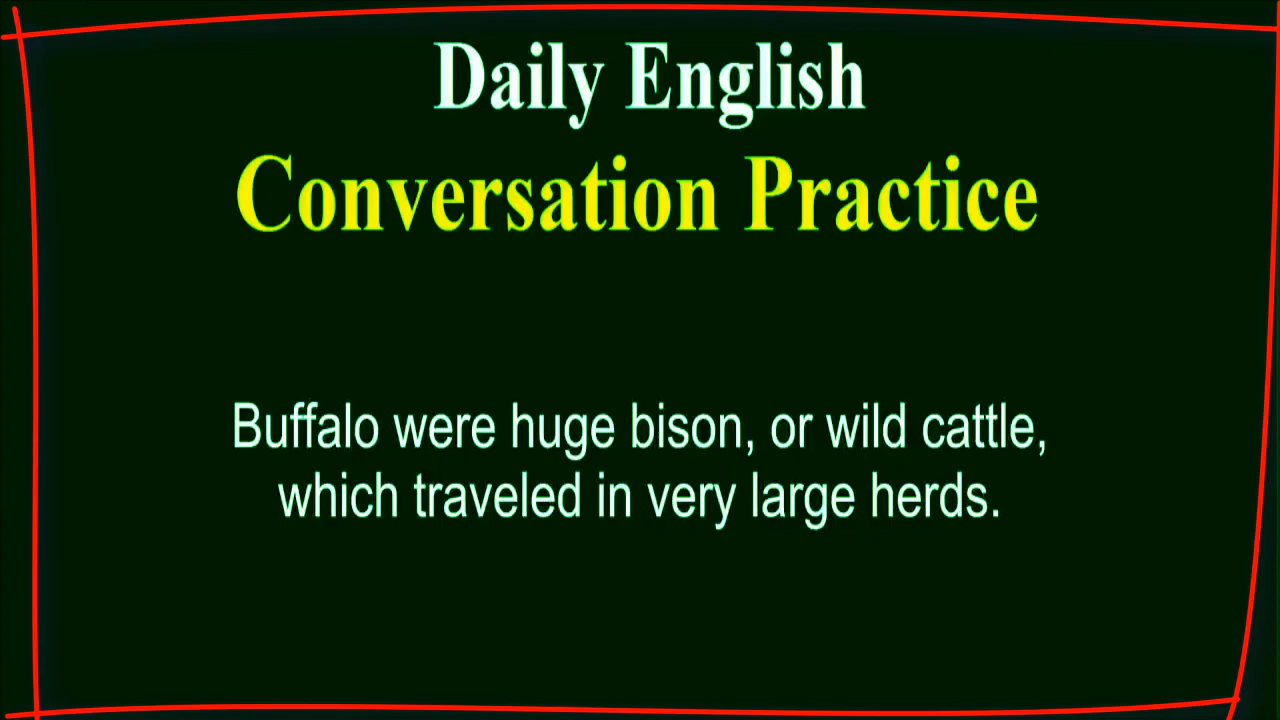 Daily English
Conversation Practice
Buffalo were huge bison, or wild cattle,
which traveled in very large herds.